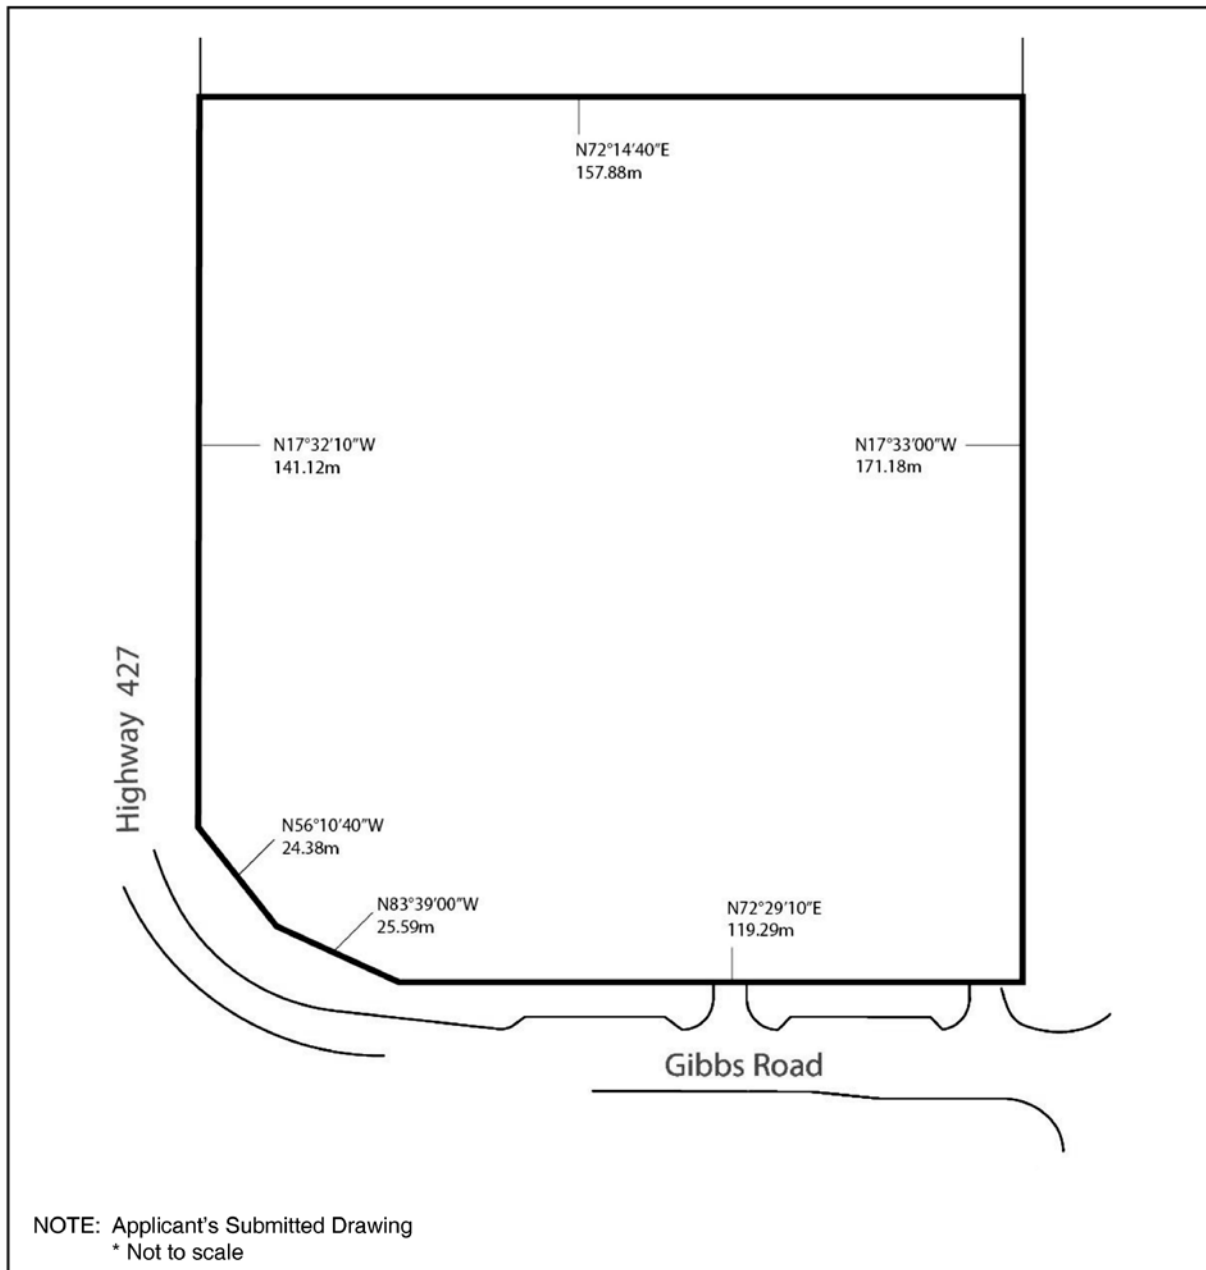 N72°14'40"E
157.88m
N17°32'10"W
141.12m
N17°33'00"W
171.18m
Highway 427
N56°10'40"W
24.38m
N83°39'00"W
25.59m
N72°29'10"E
119.29m
Gibbs Road
NOTE: Applicant's Submitted Drawing
* Not to scale